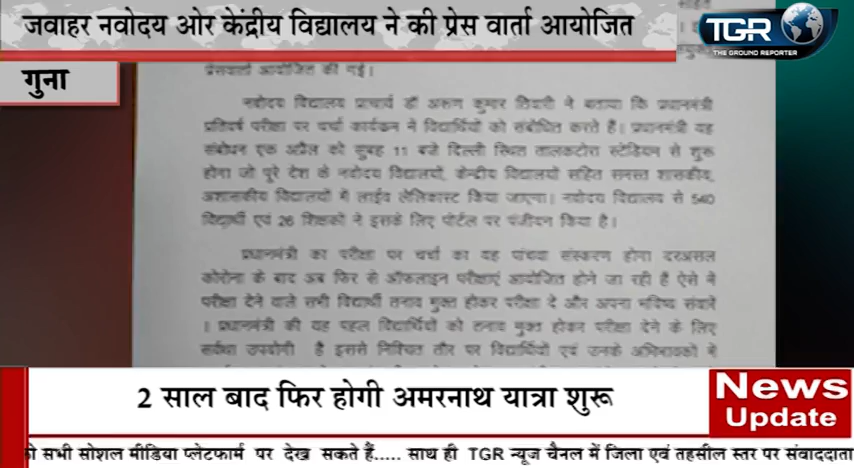 जवाहर नवोदय ओर केंद्रीय विद्यालय ने की प्रेस वार्ता आयोजित
TGR
THE GROUND REPORTER
गुना
प्रेसवार्ता आयोजित की गई।
नवोदय विद्यालय प्राचार्य डॉ अरुण कुमार तिवारी ने बताया कि प्रधानमंत्री
प्रतिवर्ष परीक्षा पर चर्चा कार्यक्रम ने विद्यार्थियों को संबोधित करते हैं। प्रधानमंत्री यह
संबोधन एक अप्रैल को सुबह 11 बजे दिल्ली स्थित तालकटोरा स्टेडियम से शुरू
होगा जो पूरे देश के नवोदय विद्यालयों, केन्द्रीय विद्यालयों सहित समस्त शासकीय,
अशासकीय विद्यालयों में लाईव टेलिकास्ट किया जाएगा। नवोदय विद्यालय से 540
विद्यार्थी एवं 26 शिक्षकों ने इसके लिए पोर्टल पर पंजीयन किया है।
प्रधानमंत्री का परीक्षा पर चर्चा का यह पांचवा संस्करण होगा दरअसल
कोरोना के बाद अब फिर से ऑफलाइन परीक्षाएं आयोजित होने जा रही है ऐसे में
परीक्षा देने वाले सभी विद्यार्थी तनाव मुक्त होकर परीक्षा दे और अपना भविष्य संवारे
। प्रधानमंत्री की यह पहल विद्यार्थियों को तनाव मुक्त होकर परीक्षा देने के लिए
सर्वथा उपयोगी है इससे निश्चित तौर पर विद्यार्थियों एवं उनके अभिभावकों में
2 साल बाद फिर होगी अमरनाथ यात्रा शुरू
News
Update
को सभी सोशल मीडिया प्लेटफार्म पर देख सकते हैं..... साथ ही TGR न्यूज चैनल में जिला एवं तहसील स्तर पर संवाददाता